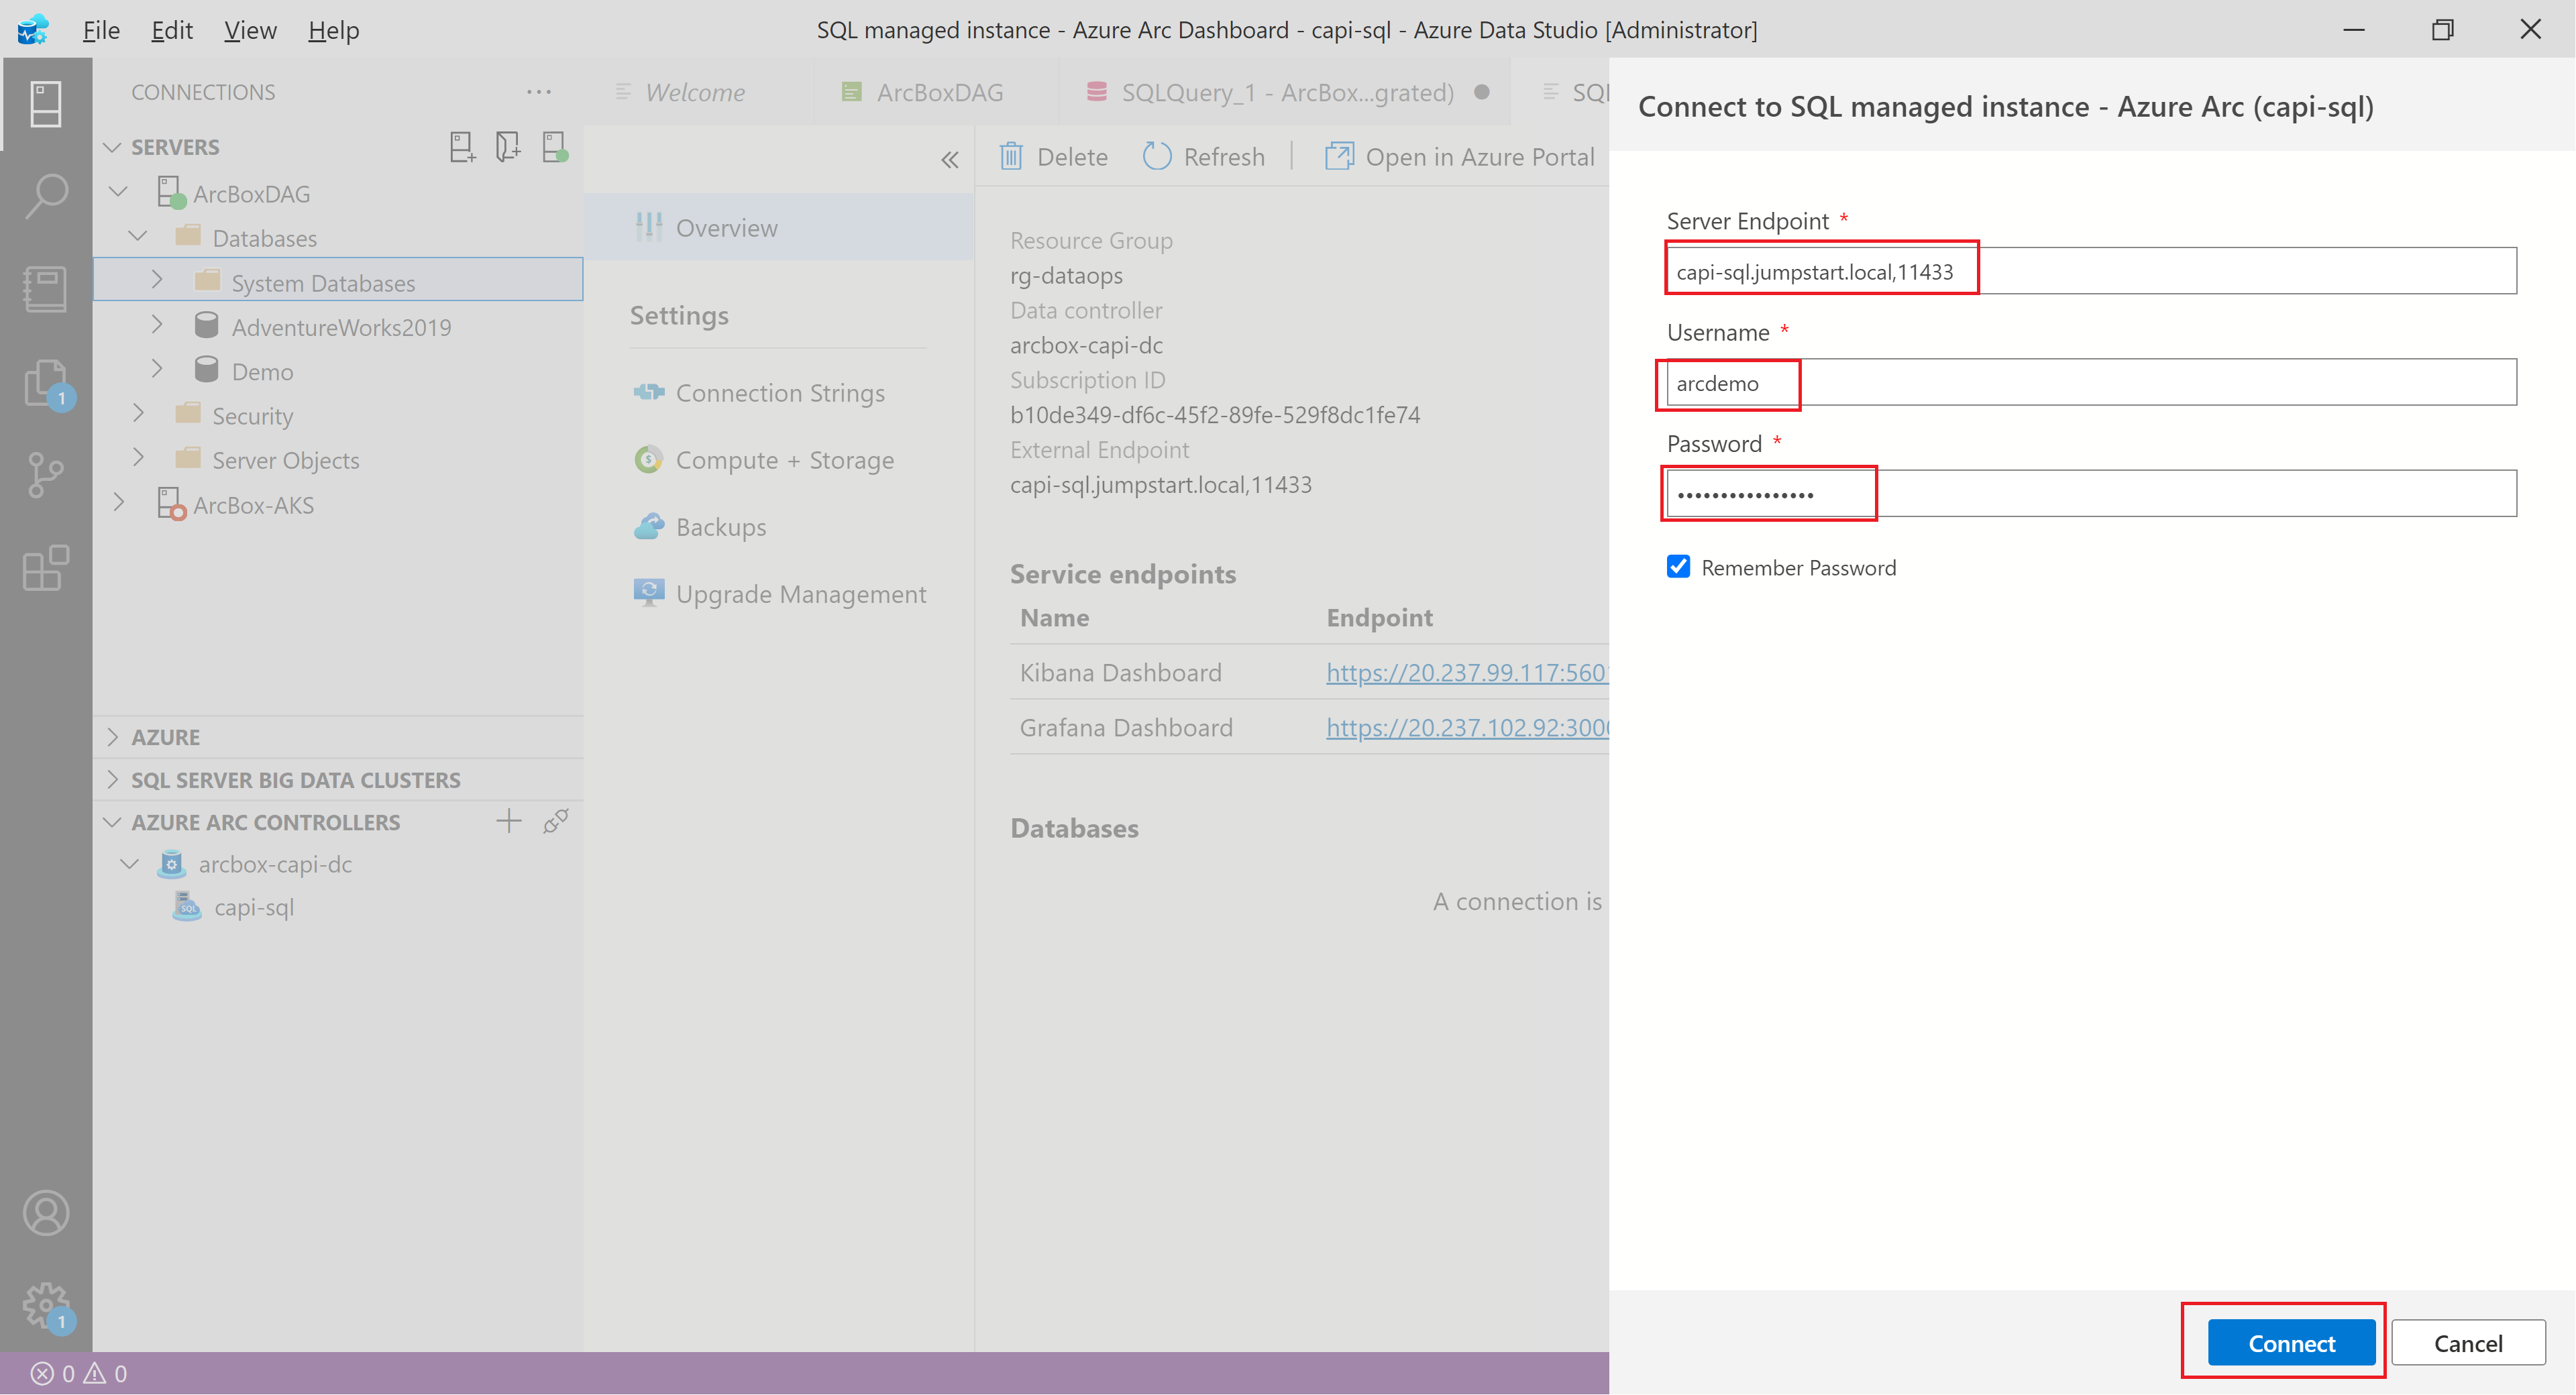 File Edit View Help
SQL managed instance - Azure Arc Dashboard - capi-sql - Azure Data Studio [Administrator]
CONNECTIONS
SERVERS
ArcBoxDAG
Databases
System Databases
AdventureWorks2019
Demo
Security
Server Objects
ArcBox-AKS
AZURE
SQL SERVER BIG DATA CLUSTERS
AZURE ARC CONTROLLERS
arcbox-capi-dc
capi-sql
1
1
0 0
Welcome
ArcBoxDAG
SQLQuery_1 - ArcBox...grated)
SQL
Overview
Settings
Connection Strings
Compute + Storage
Backups
Upgrade Management
Delete Refresh Open in Azure Portal
Resource Group
rg-dataops
Data controller
arcbox-capi-dc
Subscription ID
b10de349-df6c-45f2-89fe-529f8dc1fe74
External Endpoint
capi-sql.jumpstart.local,11433
Service endpoints
Name Endpoint
Kibana Dashboard https://20.237.99.117:5601
Grafana Dashboard https://20.237.102.92:3000
Databases
A connection is
Connect to SQL managed instance - Azure Arc (capi-sql)
Server Endpoint *
capi-sql.jumpstart.local,11433
Username *
arcdemo
Password *
••••••••••••••••
Remember Password
Connect Cancel